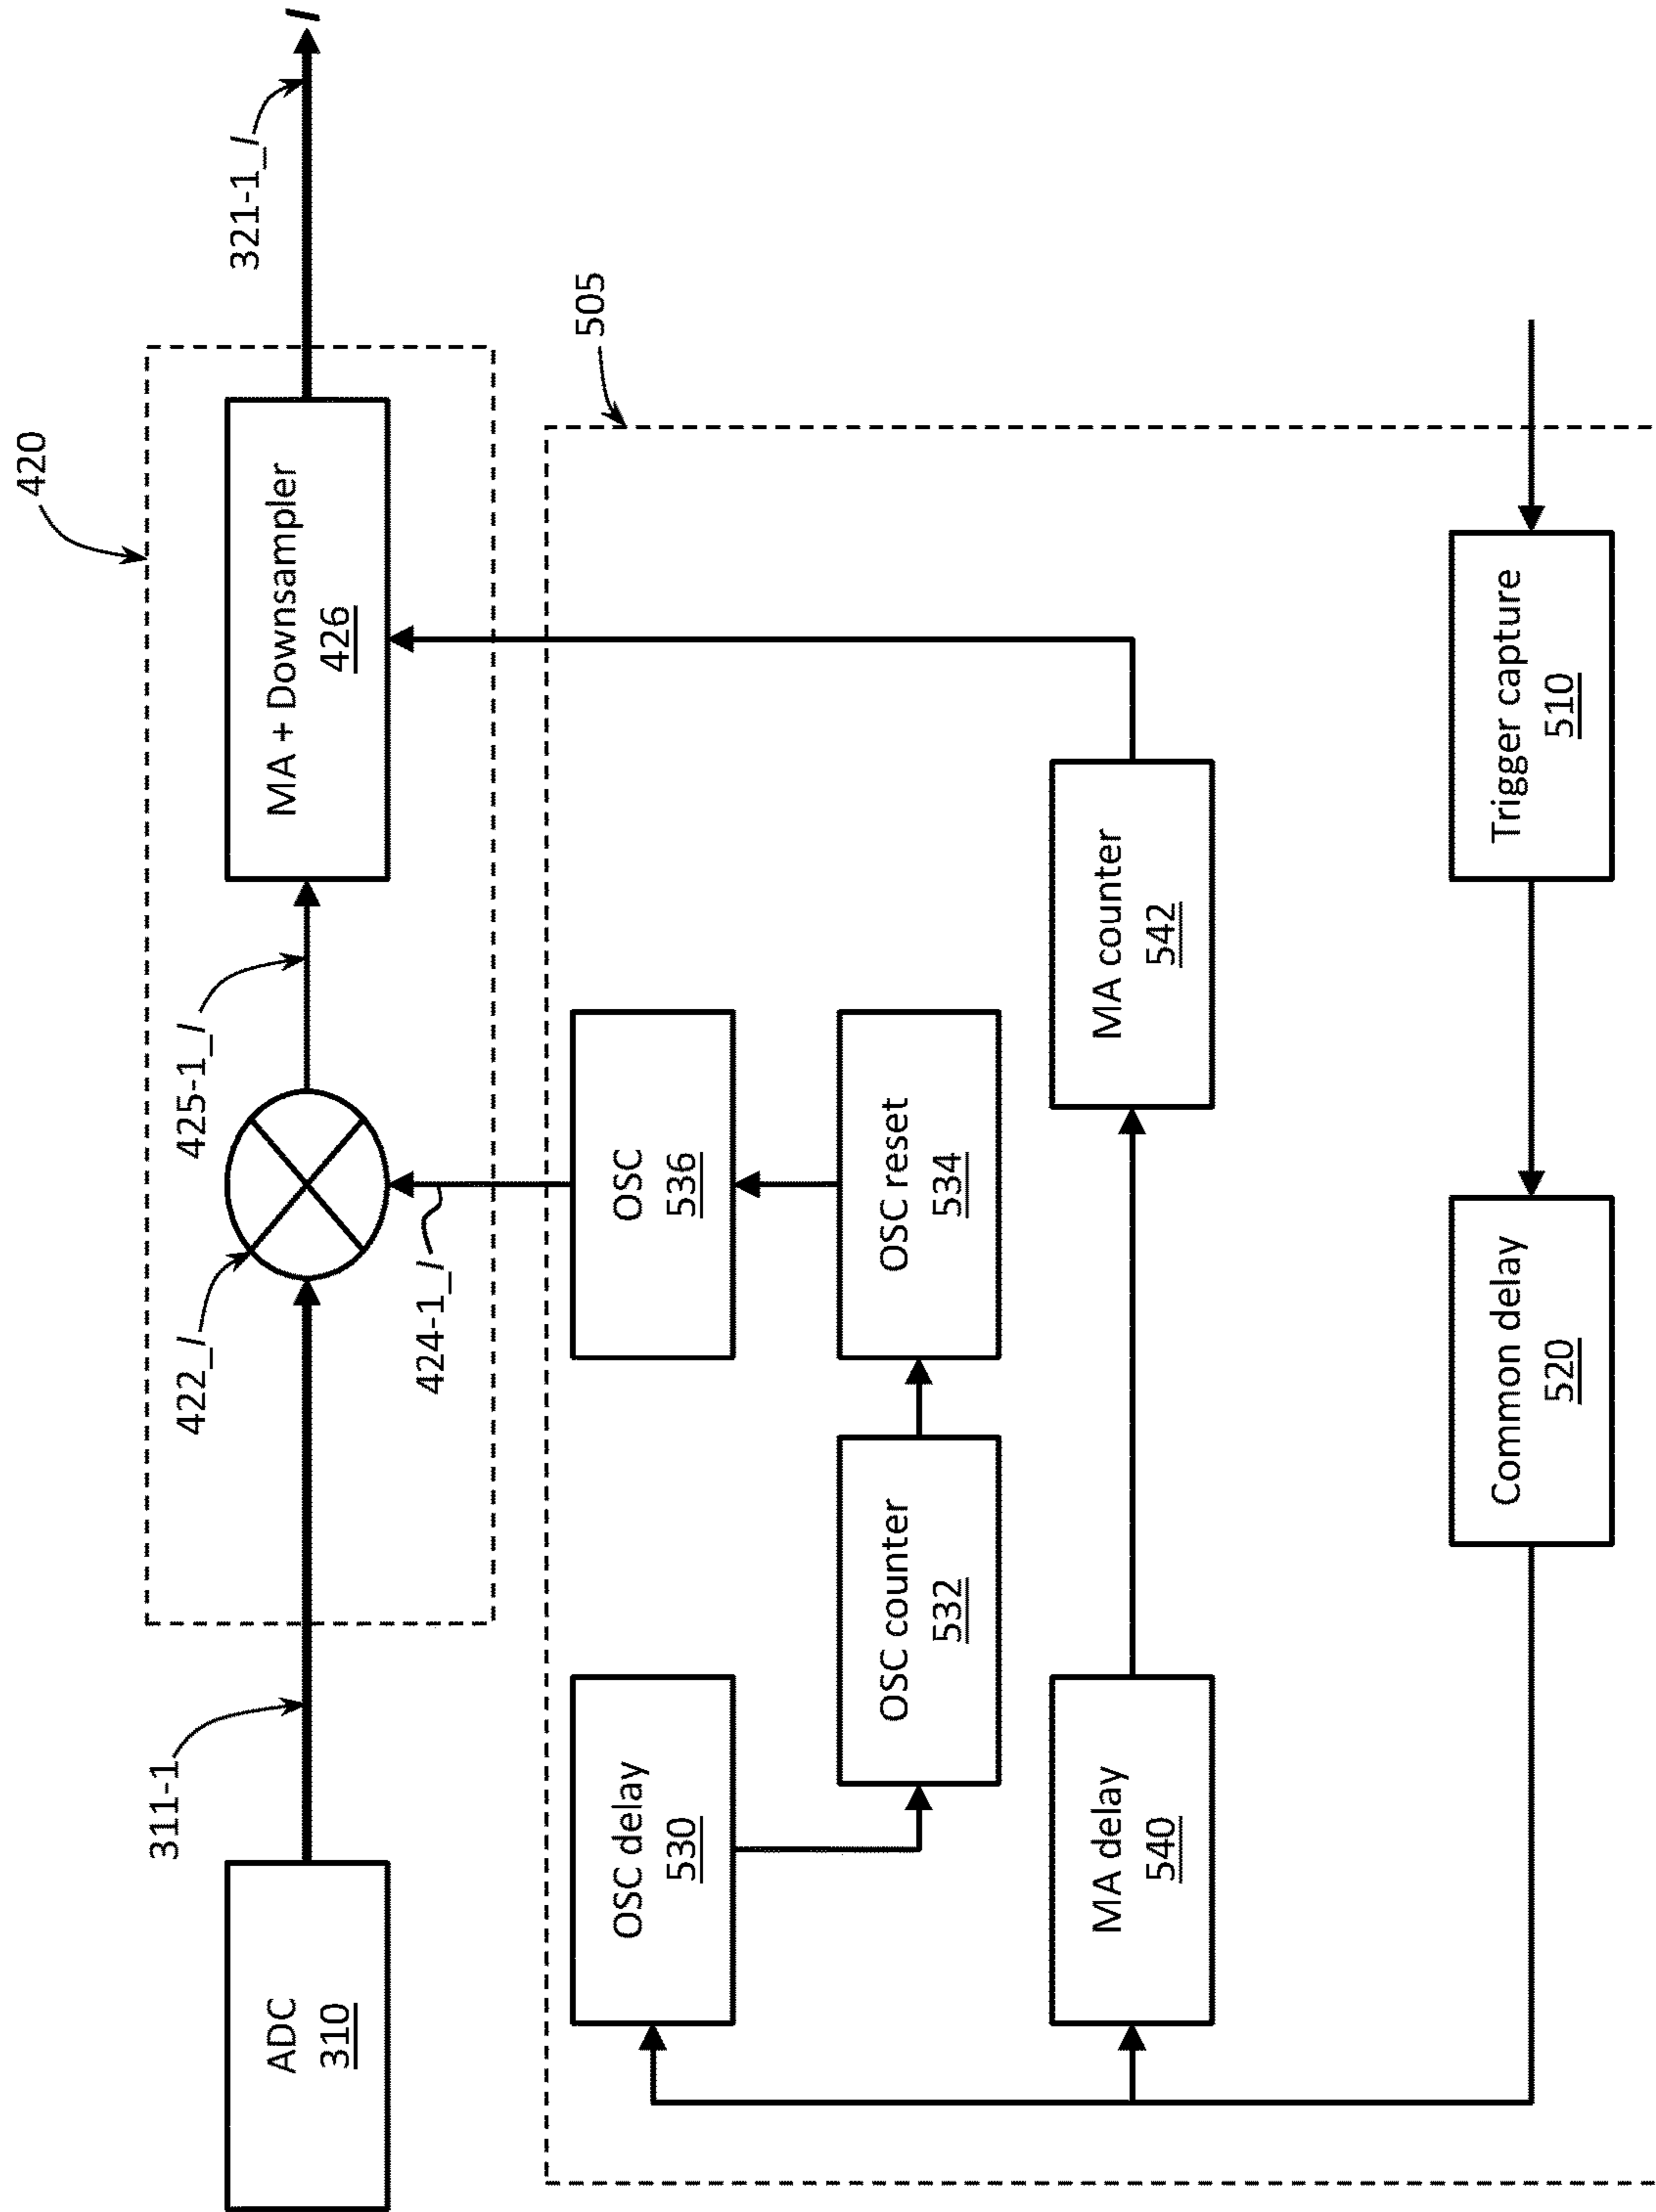 420
321-1_I
I
311-1
422_I
425-1_I
ADC
310
MA + Downsampler
426
424-1_I
505
OSC delay
530
OSC
536
OSC counter
532
OSC reset
534
MA delay
540
MA counter
542
Common delay
520
Trigger capture
510